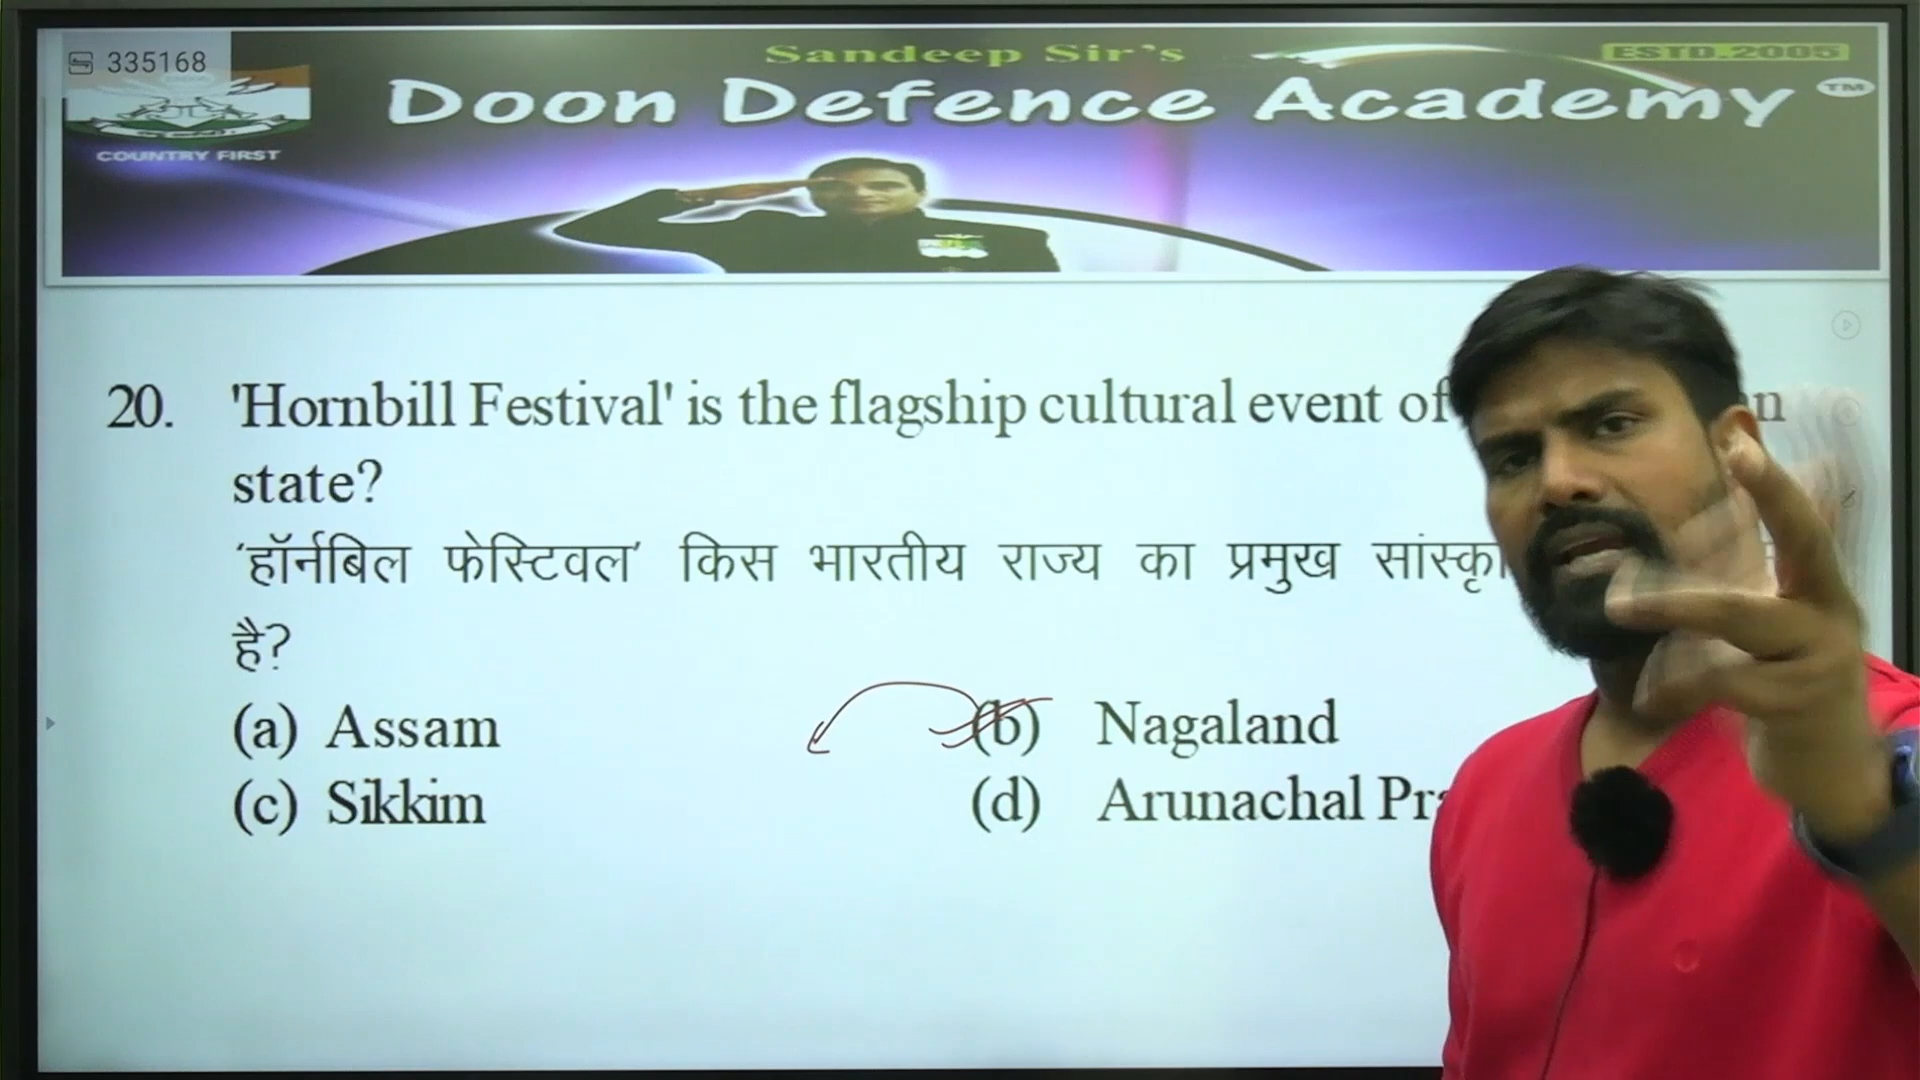 335168
Sandeep Sir's
ESTD.2005
Doon Defence Academy TM
COUNTRY FIRST
20. 'Hornbill Festival' is the flagship cultural event of
state?
'हॉर्नबिल फेस्टिवल' किस भारतीय राज्य का प्रमुख
है?
(a) Assam (b) Nagaland
(c) Sikkim (d) Arunachal